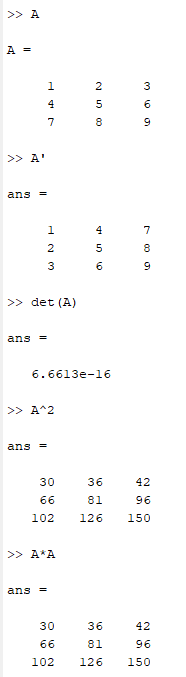 >> A
A =
1 2 3
4 5 6
7 8 9
>> A'
ans =
1 4 7
2 5 8
3 6 9
>> det(A)
ans =
6.6613e-16
>> A^2
ans =
30 36 42
66 81 96
102 126 150
>> A*A
ans =
30 36 42
66 81 96
102 126 150